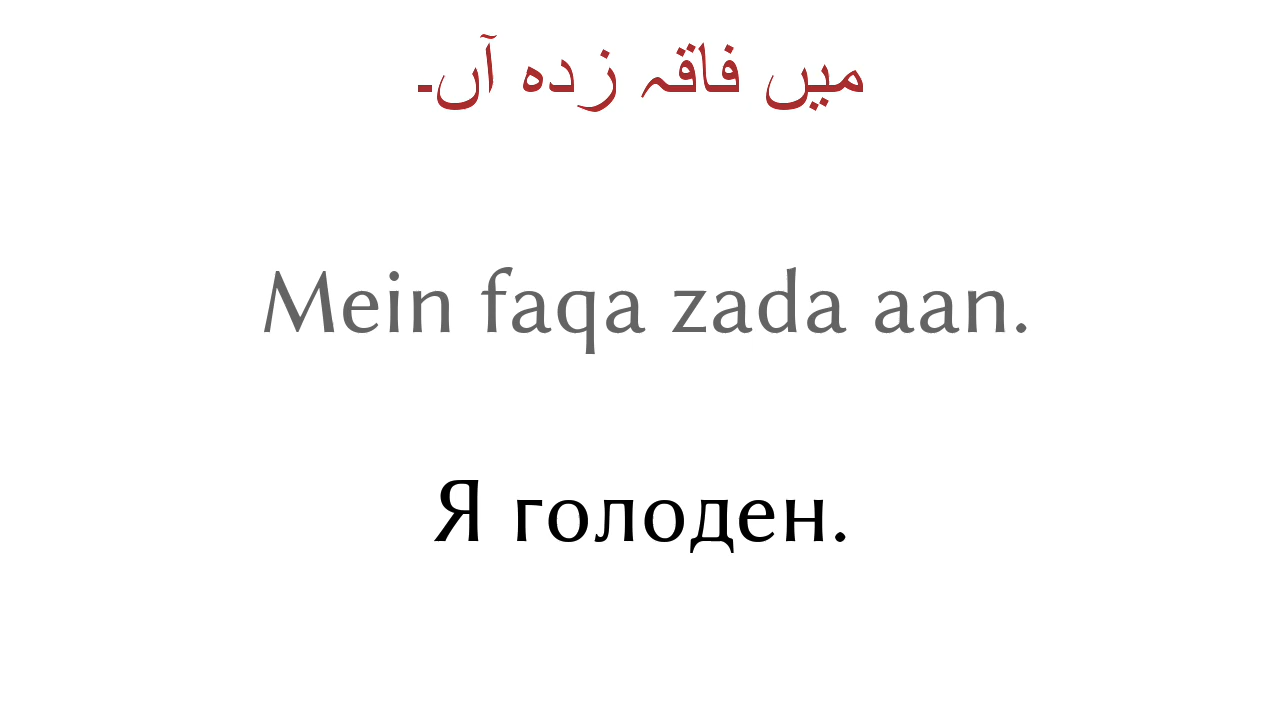 میں فاقہ زدہ آں۔
Mein faqa zada aan.
Я голоден.